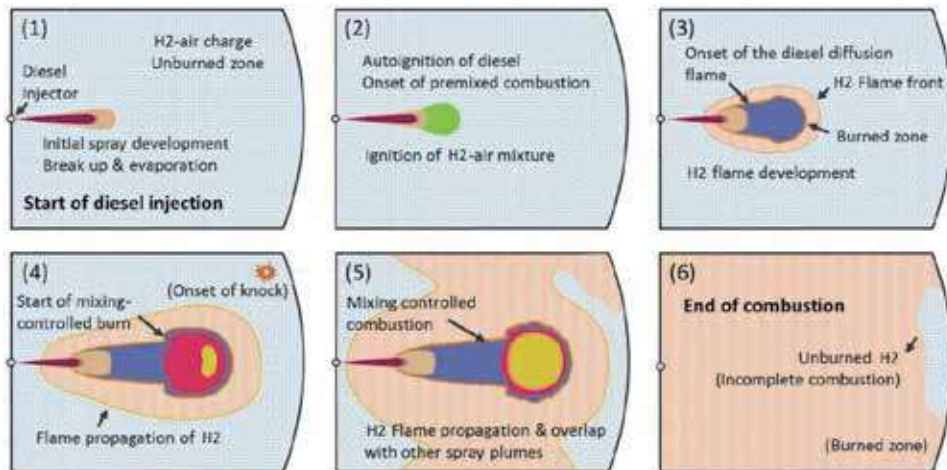 (1)
H2-air charge
Unburned zone
Diesel
Injector
Initial spray development
Break up & evaporation
Start of diesel injection
(2)
Autoignition of diesel
Onset of premixed combustion
Ignition of H2-air mixture
(3)
Onset of the diesel diffusion
flame
H2 Flame front
Burned zone
H2 flame development
(4)
(Onset of knock)
Start of mixing-
controlled burn
Flame propagation of H2
(5)
Mixing controlled
combustion
H2 Flame propagation & overlap
with other spray plumes
(6)
End of combustion
Unburned H2
(Incomplete combustion)
(Burned zone)